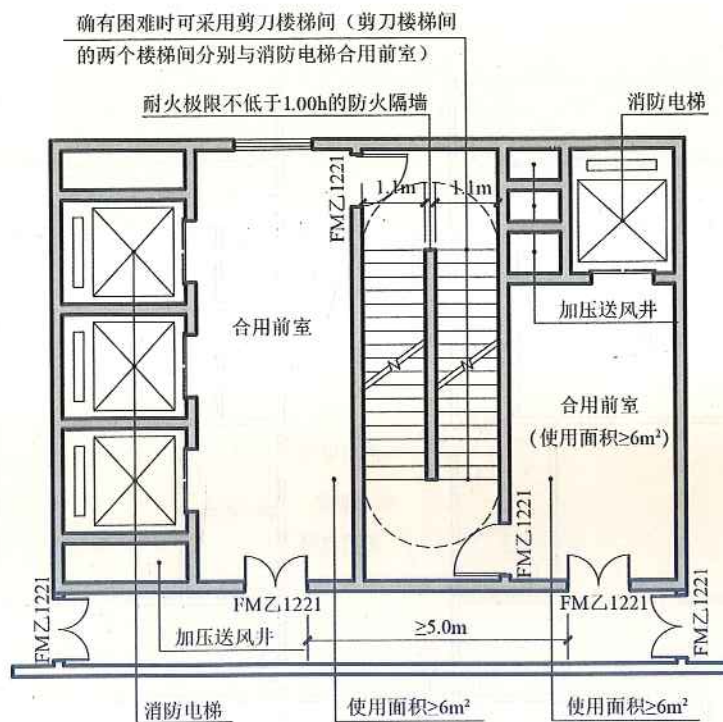 确有困难时可采用剪刀楼梯间（剪刀楼梯间
的两个楼梯间分别与消防电梯合用前室）
耐火极限不低于1.00h的防火隔墙
消防电梯
FM乙1221
1.1m
1.1m
加压送风井
合用前室
合用前室
（使用面积≥6m²）
FM乙1221
FM乙1221
FM乙1221
FM乙1221
FM乙1221
加压送风井
≥5.0m
消防电梯
使用面积≥6m²
使用面积≥6m²